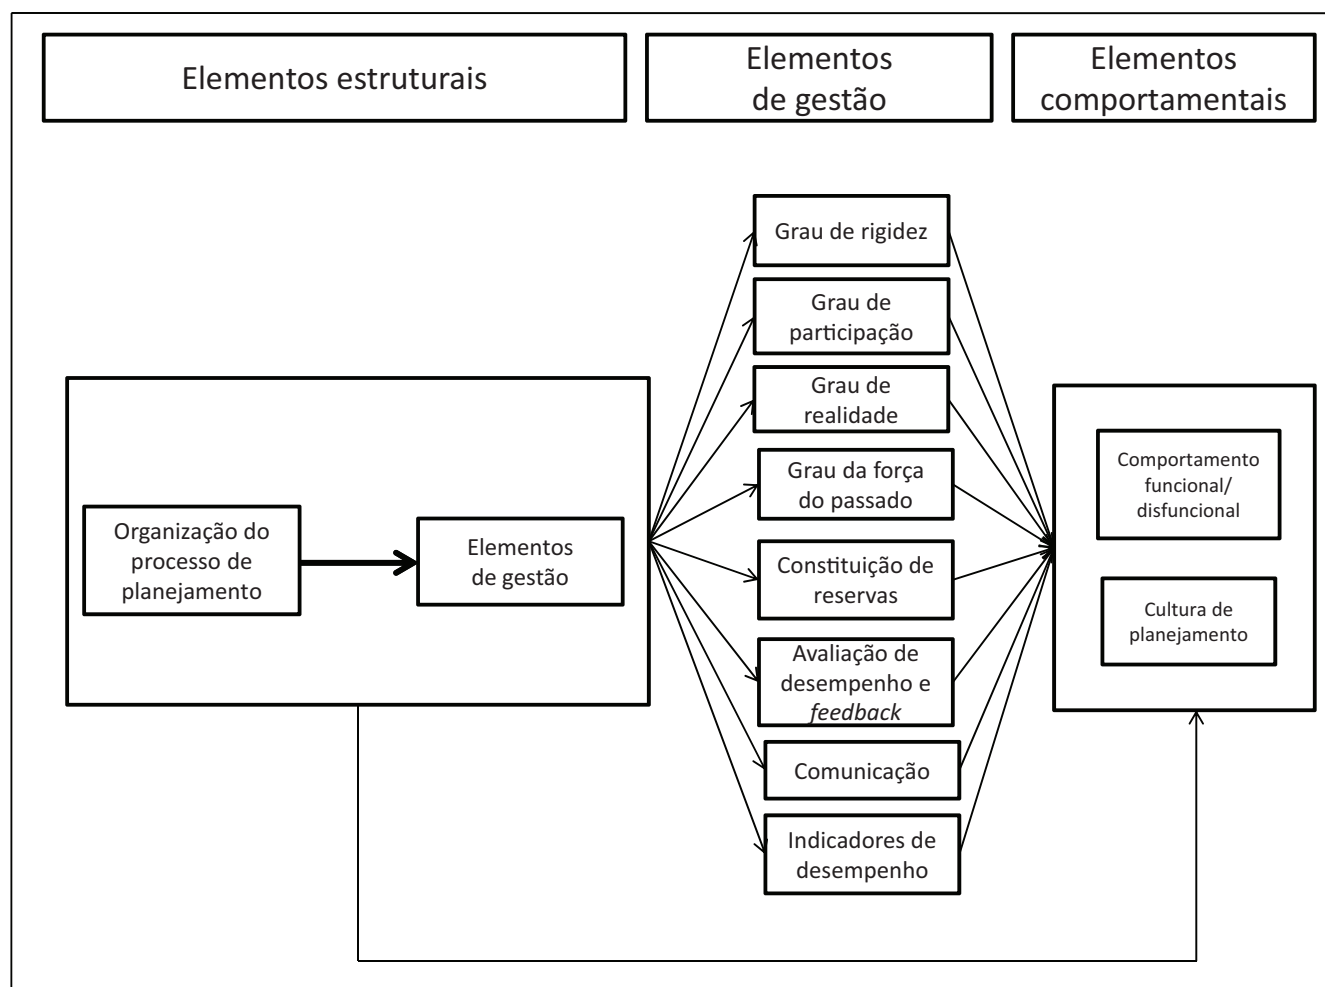 Elementos estruturais
Elementos
de gestão
Elementos
comportamentais
Grau de rigidez
Grau de
participação
Grau de
realidade
Grau da força
do passado
Constituição de
reservas
Avaliação de
desempenho e
feedback
Comunicação
Indicadores de
desempenho
Organização do
processo de
planejamento
Elementos
de gestão
Comportamento
funcional/
disfuncional
Cultura de
planejamento